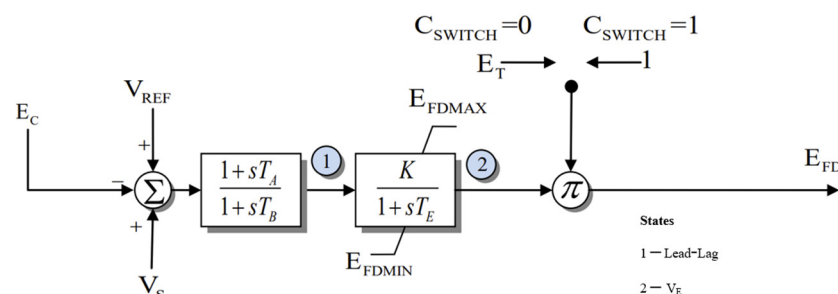 C_SWITCH=0 C_SWITCH=1
E_T 1
V_REF
E_C
E_FDMAX
+
−
Σ
+
1+sT_A
1+sT_B
1
K
1+sT_E
2
π
E_FD
E_FDMIN
V_S
States
1 – Lead-Lag
2 – V_E